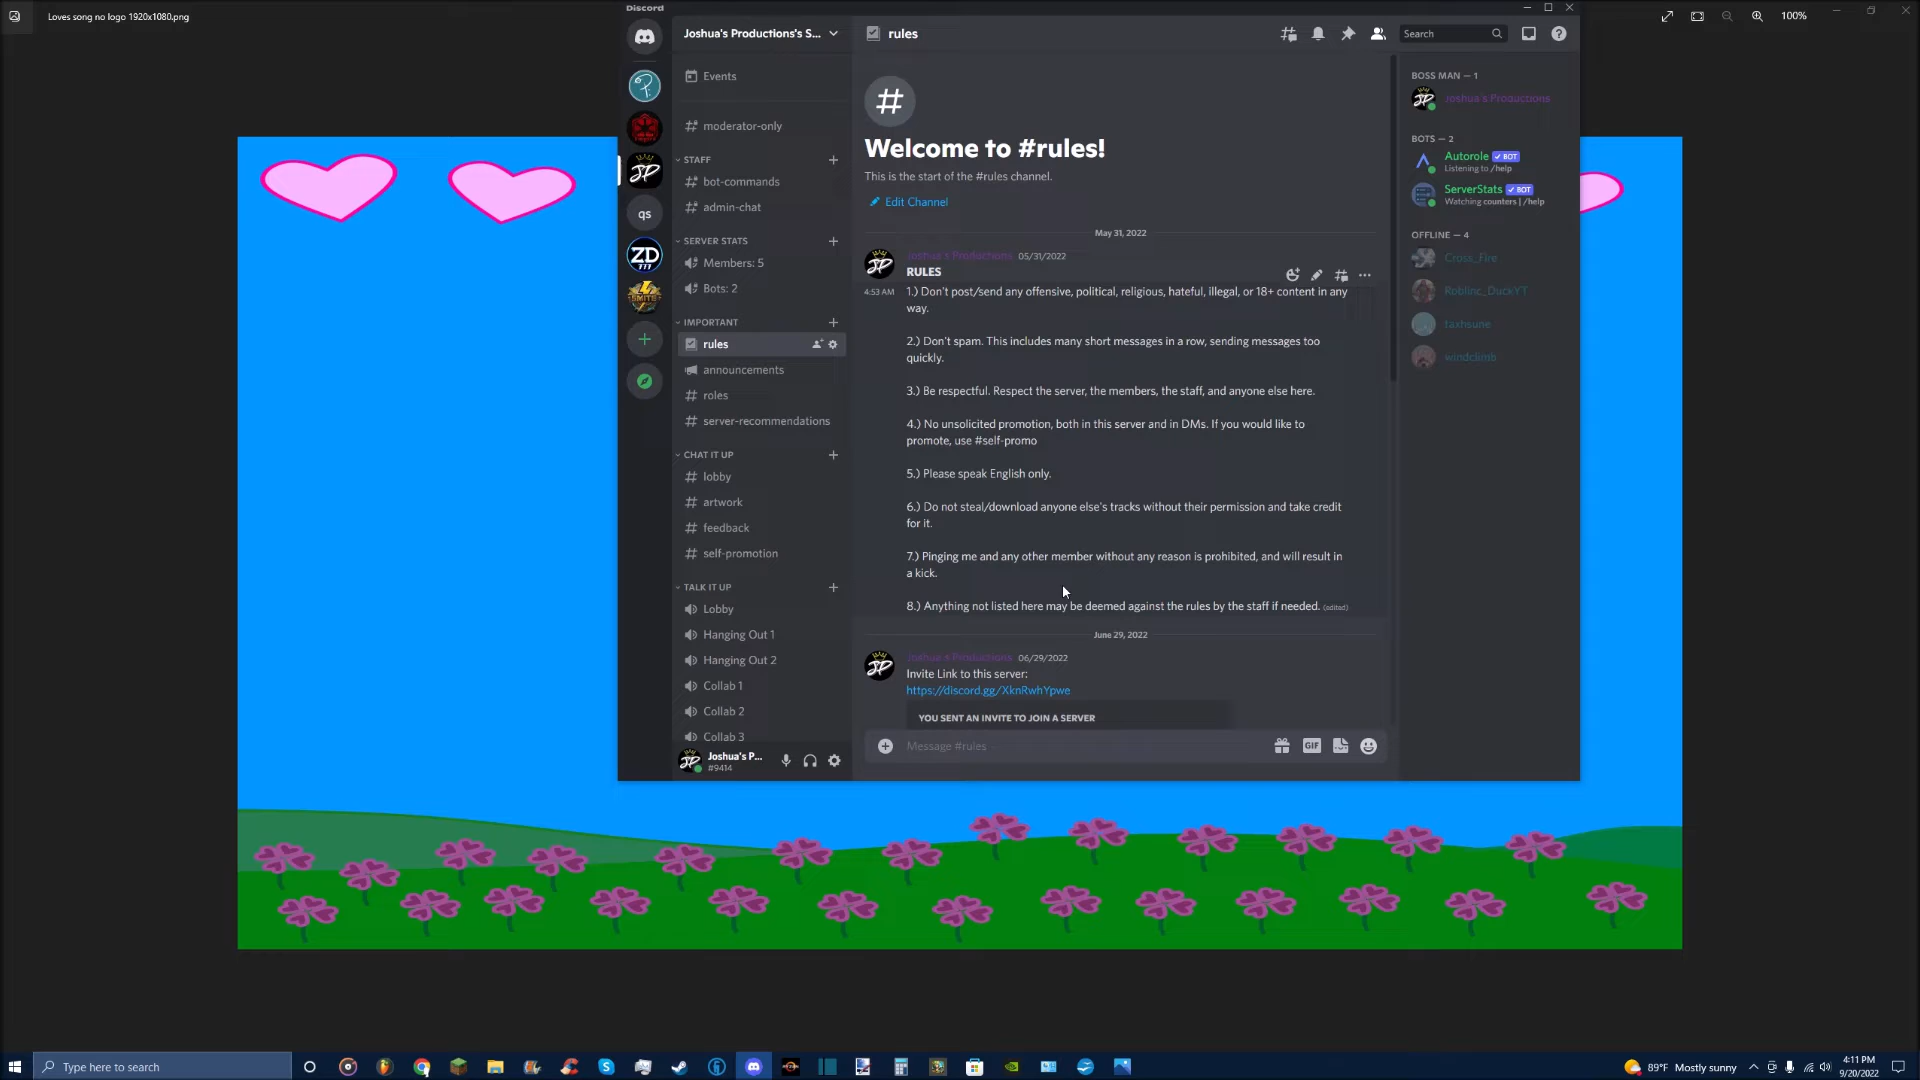 Loves song no logo 1920x1080.png
100%
Discord
Joshua's Productions's S...
rules
Search
Events
moderator-only
STAFF
bot-commands
admin-chat
SERVER STATS
Members: 5
Bots: 2
IMPORTANT
rules
announcements
roles
server-recommendations
CHAT IT UP
lobby
artwork
feedback
self-promotion
TALK IT UP
Lobby
Hanging Out 1
Hanging Out 2
Collab 1
Collab 2
Collab 3
Joshua's P...
#9414
JD
qs
ZD
777
SMITE
Welcome to #rules!
This is the start of the #rules channel.
Edit Channel
May 31, 2022
Joshua's Productions 05/31/2022
RULES
4:53 AM
1.) Don't post/send any offensive, political, religious, hateful, illegal, or 18+ content in any
way.
2.) Don't spam. This includes many short messages in a row, sending messages too
quickly.
3.) Be respectful. Respect the server, the members, the staff, and anyone else here.
4.) No unsolicited promotion, both in this server and in DMs. If you would like to
promote, use #self-promo
5.) Please speak English only.
6.) Do not steal/download anyone else's tracks without their permission and take credit
for it.
7.) Pinging me and any other member without any reason is prohibited, and will result in
a kick.
8.) Anything not listed here may be deemed against the rules by the staff if needed. (edited)
June 29, 2022
Joshua's Productions 06/29/2022
Invite Link to this server:
https://discord.gg/XknRwhYpwe
YOU SENT AN INVITE TO JOIN A SERVER
Message #rules
GIF
BOSS MAN — 1
Joshua's Productions
BOTS — 2
Autorole BOT
Listening to /help
ServerStats BOT
Watching counters | /help
OFFLINE — 4
Cross_Fire
Roblinc_DuckYT
taxhsune
windclimb
Type here to search
89°F Mostly sunny
4:11 PM
9/20/2022